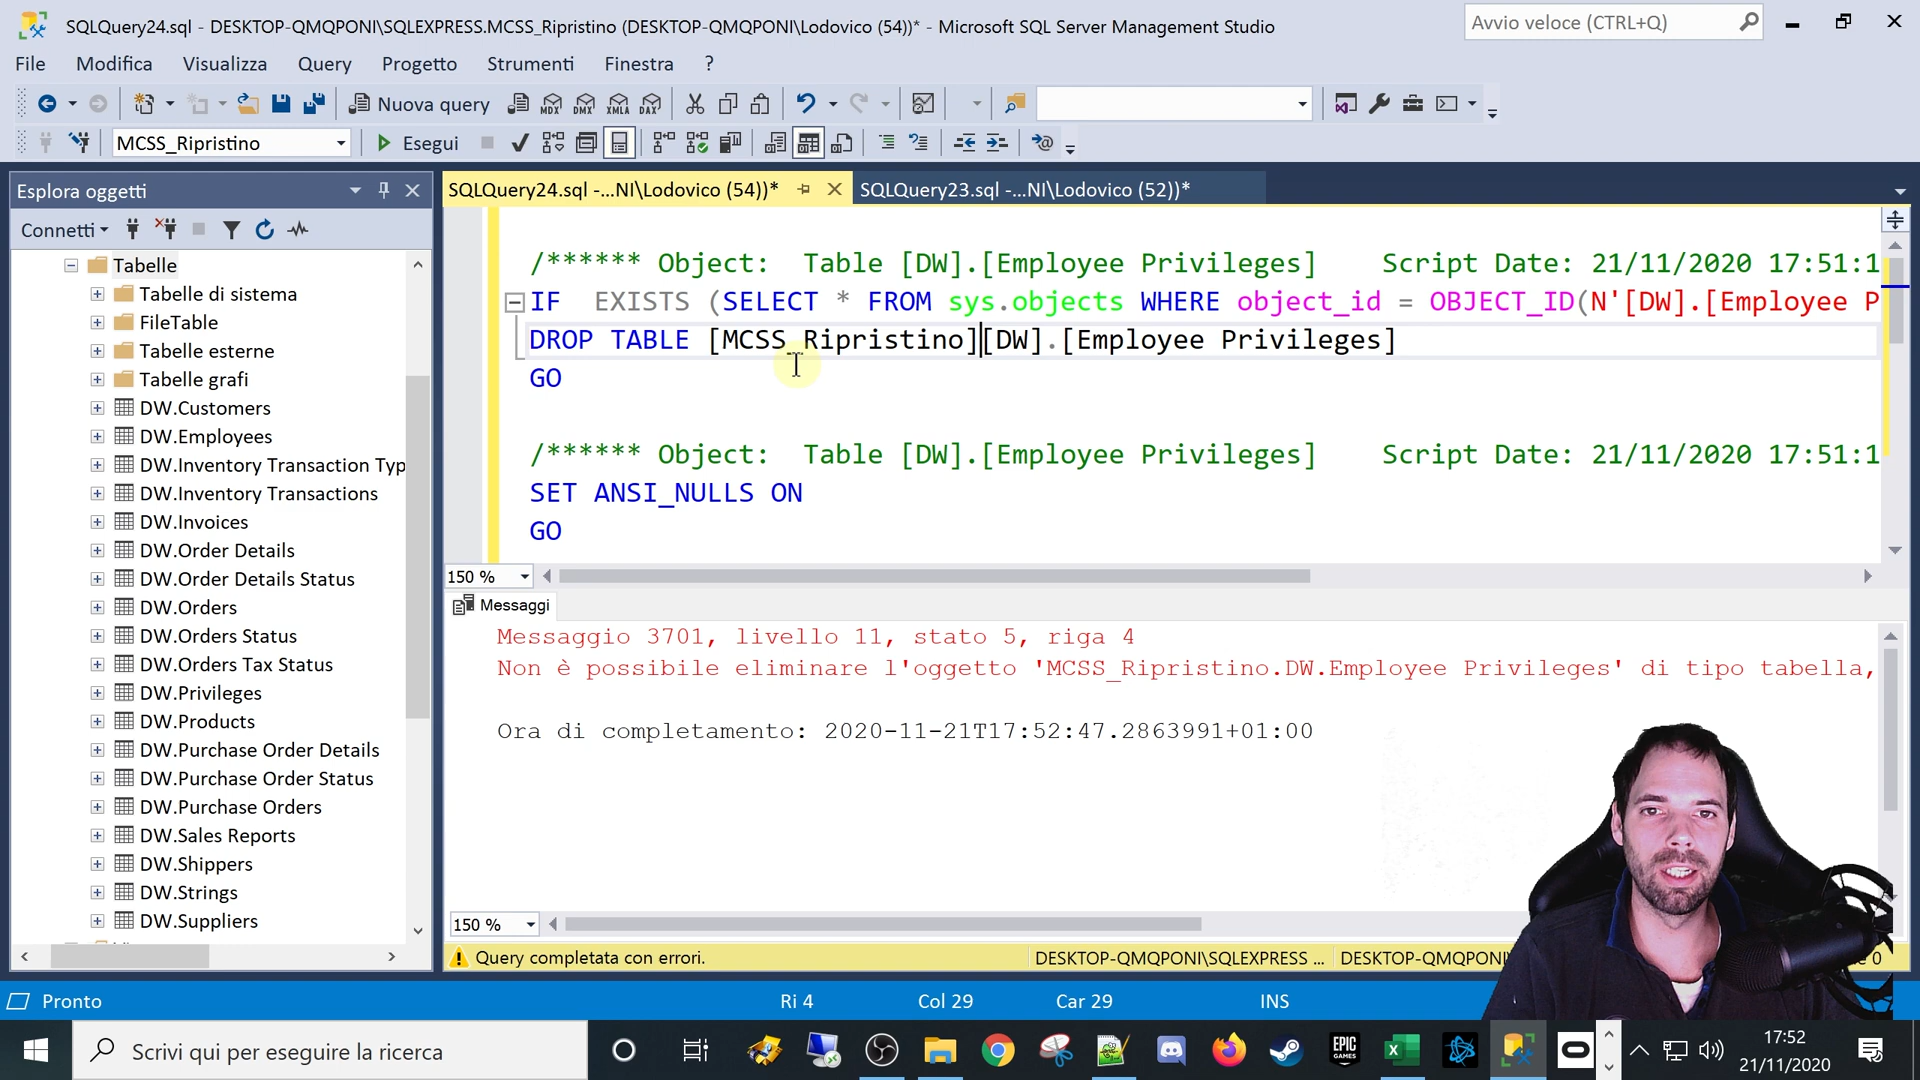 SQLQuery24.sql - DESKTOP-QMQPONI\SQLEXPRESS.MCSS_Ripristino (DESKTOP-QMQPONI\Lodovico (54))* - Microsoft SQL Server Management Studio
Avvio veloce (CTRL+Q)
File Modifica Visualizza Query Progetto Strumenti Finestra ?
Nuova query MDX DMX XMLA DAX
MCSS_Ripristino Esegui
Esplora oggetti
SQLQuery24.sql -...NI\Lodovico (54))* SQLQuery23.sql -...NI\Lodovico (52))*
Connetti
Tabelle
Tabelle di sistema
FileTable
Tabelle esterne
Tabelle grafi
DW.Customers
DW.Employees
DW.Inventory Transaction Typ
DW.Inventory Transactions
DW.Invoices
DW.Order Details
DW.Order Details Status
DW.Orders
DW.Orders Status
DW.Orders Tax Status
DW.Privileges
DW.Products
DW.Purchase Order Details
DW.Purchase Order Status
DW.Purchase Orders
DW.Sales Reports
DW.Shippers
DW.Strings
DW.Suppliers
/****** Object:  Table [DW].[Employee Privileges]    Script Date: 21/11/2020 17:51:1
IF  EXISTS (SELECT * FROM sys.objects WHERE object_id = OBJECT_ID(N'[DW].[Employee P
DROP TABLE [MCSS_Ripristino][DW].[Employee Privileges]
GO
/****** Object:  Table [DW].[Employee Privileges]    Script Date: 21/11/2020 17:51:1
SET ANSI_NULLS ON
GO
150 %
Messaggi
Messaggio 3701, livello 11, stato 5, riga 4
Non è possibile eliminare l'oggetto 'MCSS_Ripristino.DW.Employee Privileges' di tipo tabella,
Ora di completamento: 2020-11-21T17:52:47.2863991+01:00
150 %
Query completata con errori. DESKTOP-QMQPONI\SQLEXPRESS ... DESKTOP-QMQPONI\
Pronto Ri 4 Col 29 Car 29 INS
Scrivi qui per eseguire la ricerca
EPIC GAMES
17:52
21/11/2020